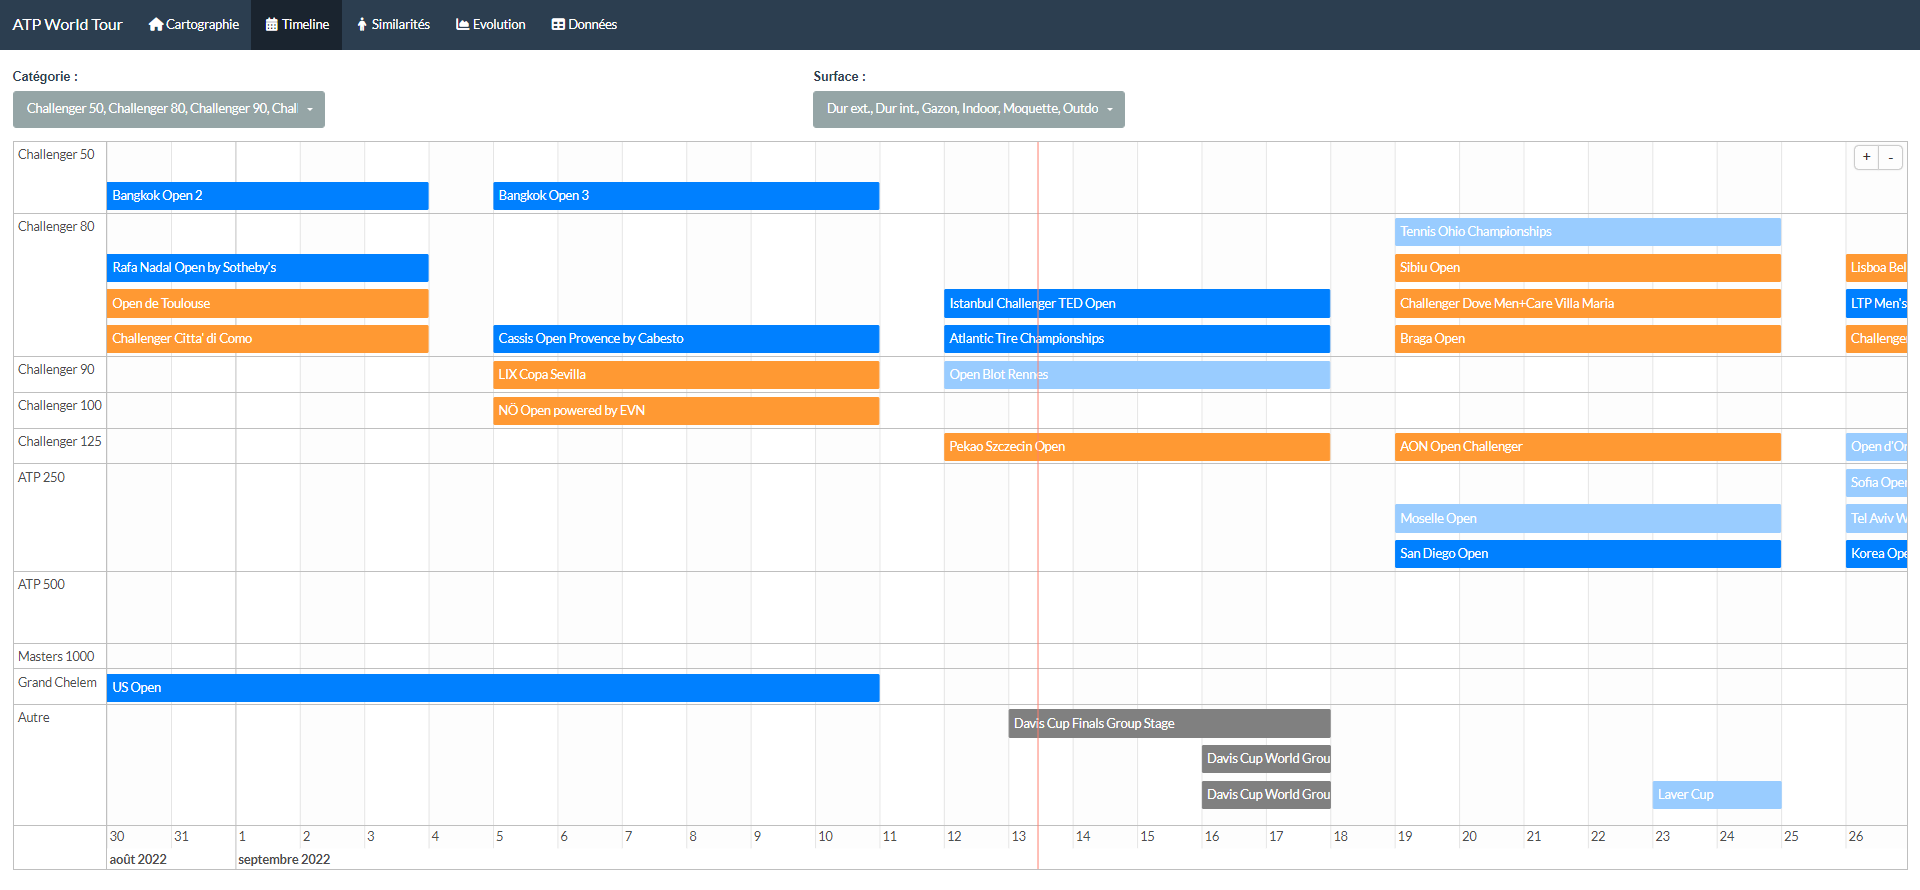 ATP World Tour Cartographie Timeline Similarités Evolution Données
Catégorie : Surface :
Challenger 50, Challenger 80, Challenger 90, Chal Dur ext., Dur int., Gazon, Indoor, Moquette, Outdo
Challenger 50 + -
Bangkok Open 2 Bangkok Open 3
Challenger 80 Tennis Ohio Championships
Rafa Nadal Open by Sotheby's Sibiu Open Lisboa Bel
Open de Toulouse Istanbul Challenger TED Open Challenger Dove Men+Care Villa Maria LTP Men's
Challenger Citta' di Como Cassis Open Provence by Cabesto Atlantic Tire Championships Braga Open Challenger
Challenger 90 LIX Copa Sevilla Open Blot Rennes
Challenger 100 NÖ Open powered by EVN
Challenger 125 Pekao Szczecin Open AON Open Challenger Open d'Or
ATP 250 Sofia Open
Moselle Open Tel Aviv W
San Diego Open Korea Ope
ATP 500
Masters 1000
Grand Chelem US Open
Autre Davis Cup Finals Group Stage
Davis Cup World Grou
Davis Cup World Grou Laver Cup
30 31 1 2 3 4 5 6 7 8 9 10 11 12 13 14 15 16 17 18 19 20 21 22 23 24 25 26
août 2022 septembre 2022